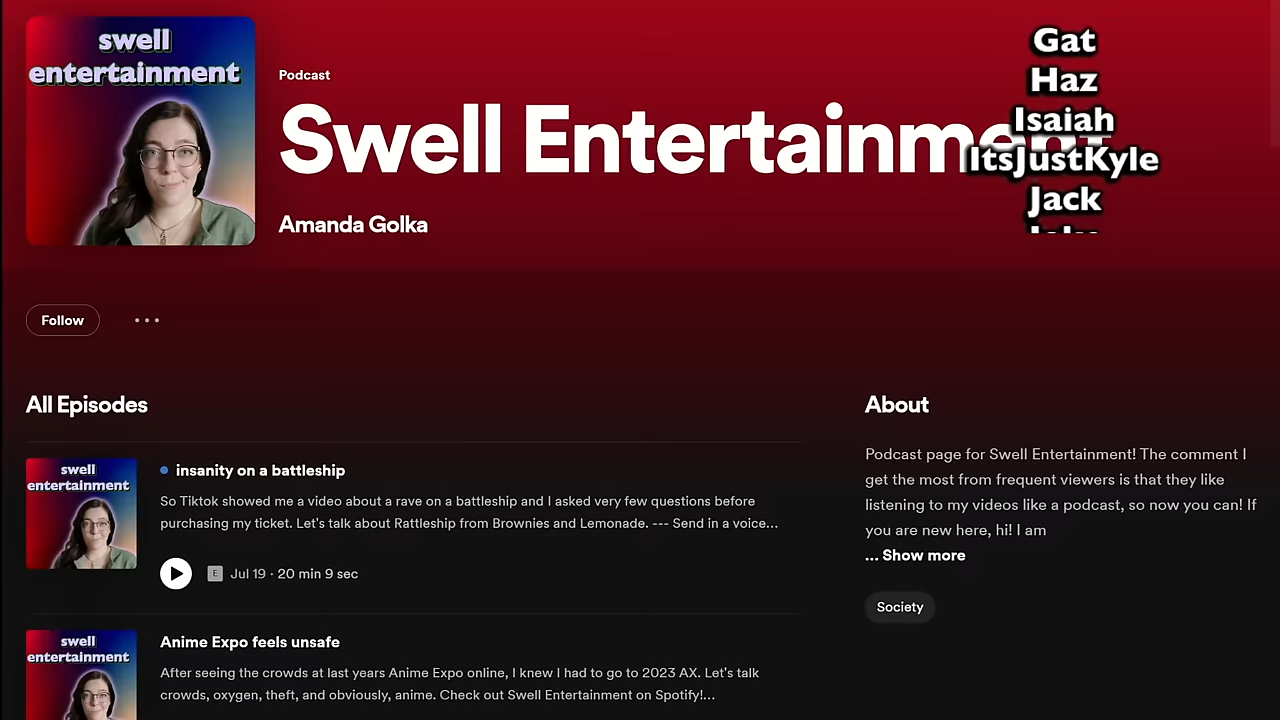 swell
entertainment
Podcast
Swell Entertainment
Amanda Golka
Gat
Haz
Isaiah
ItsJustKyle
Jack
Follow
All Episodes
swell
entertainment
insanity on a battleship
So Tiktok showed me a video about a rave on a battleship and I asked very few questions before
purchasing my ticket. Let's talk about Rattleship from Brownies and Lemonade. --- Send in a voice...
E
Jul 19 · 20 min 9 sec
swell
entertainment
Anime Expo feels unsafe
After seeing the crowds at last years Anime Expo online, I knew I had to go to 2023 AX. Let's talk
crowds, oxygen, theft, and obviously, anime. Check out Swell Entertainment on Spotify!...
About
Podcast page for Swell Entertainment! The comment I
get the most from frequent viewers is that they like
listening to my videos like a podcast, so now you can! If
you are new here, hi! I am
... Show more
Society